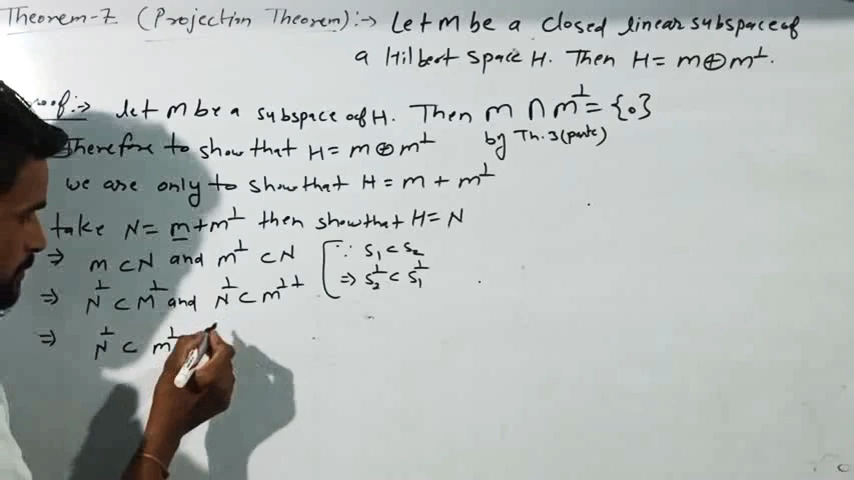 Theorem-7 (Projection Theorem):→ Let M be a closed linear subspace of
a Hilbert Space H. Then H = M⊕M⊥.
roof:→ Let M be a subspace of H. Then M ∩ M⊥ = {0}
by Th.3(part)
Therefore to show that H = M ⊕ M⊥
we are only to show that H = M + M⊥
take N = M + M⊥ then show that H = N
⇒ M ⊂ N and M⊥ ⊂ N [∵ S₁ ⊂ S₂
⇒ N⊥ ⊂ M⊥ and N⊥ ⊂ M⊥⊥ ⇒ S₂⊥ ⊂ S₁⊥
⇒ N⊥ ⊂ M⊥